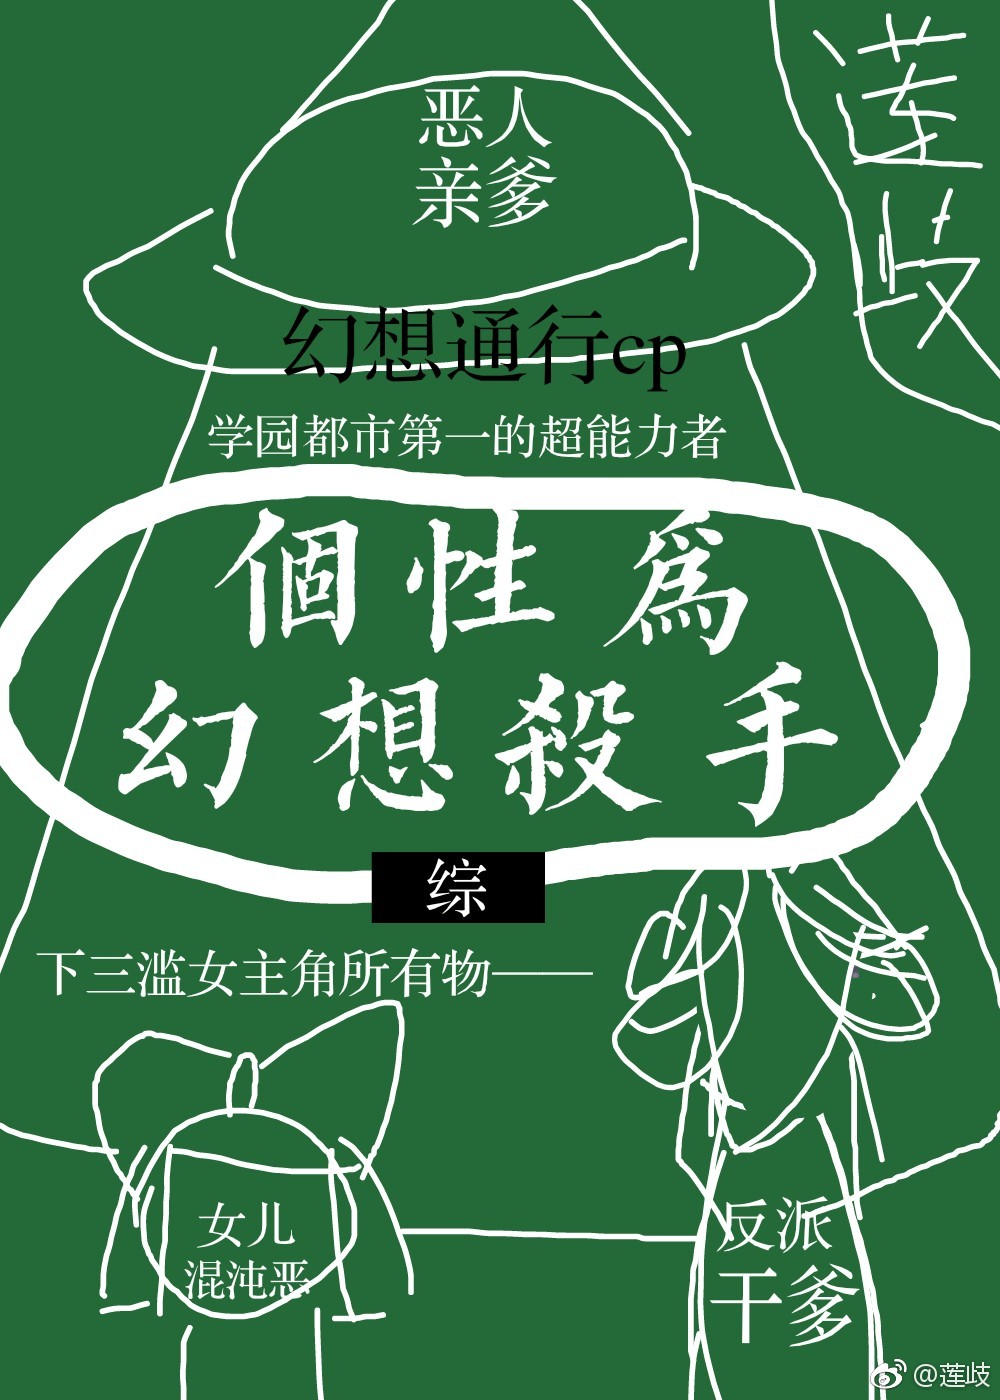 恶人
亲爹
莲歧
幻想通行cp
学园都市第一的超能力者
個性為
幻想殺手
综
下三滥女主角所有物——
女儿
混沌恶
反派
干爹
@莲歧